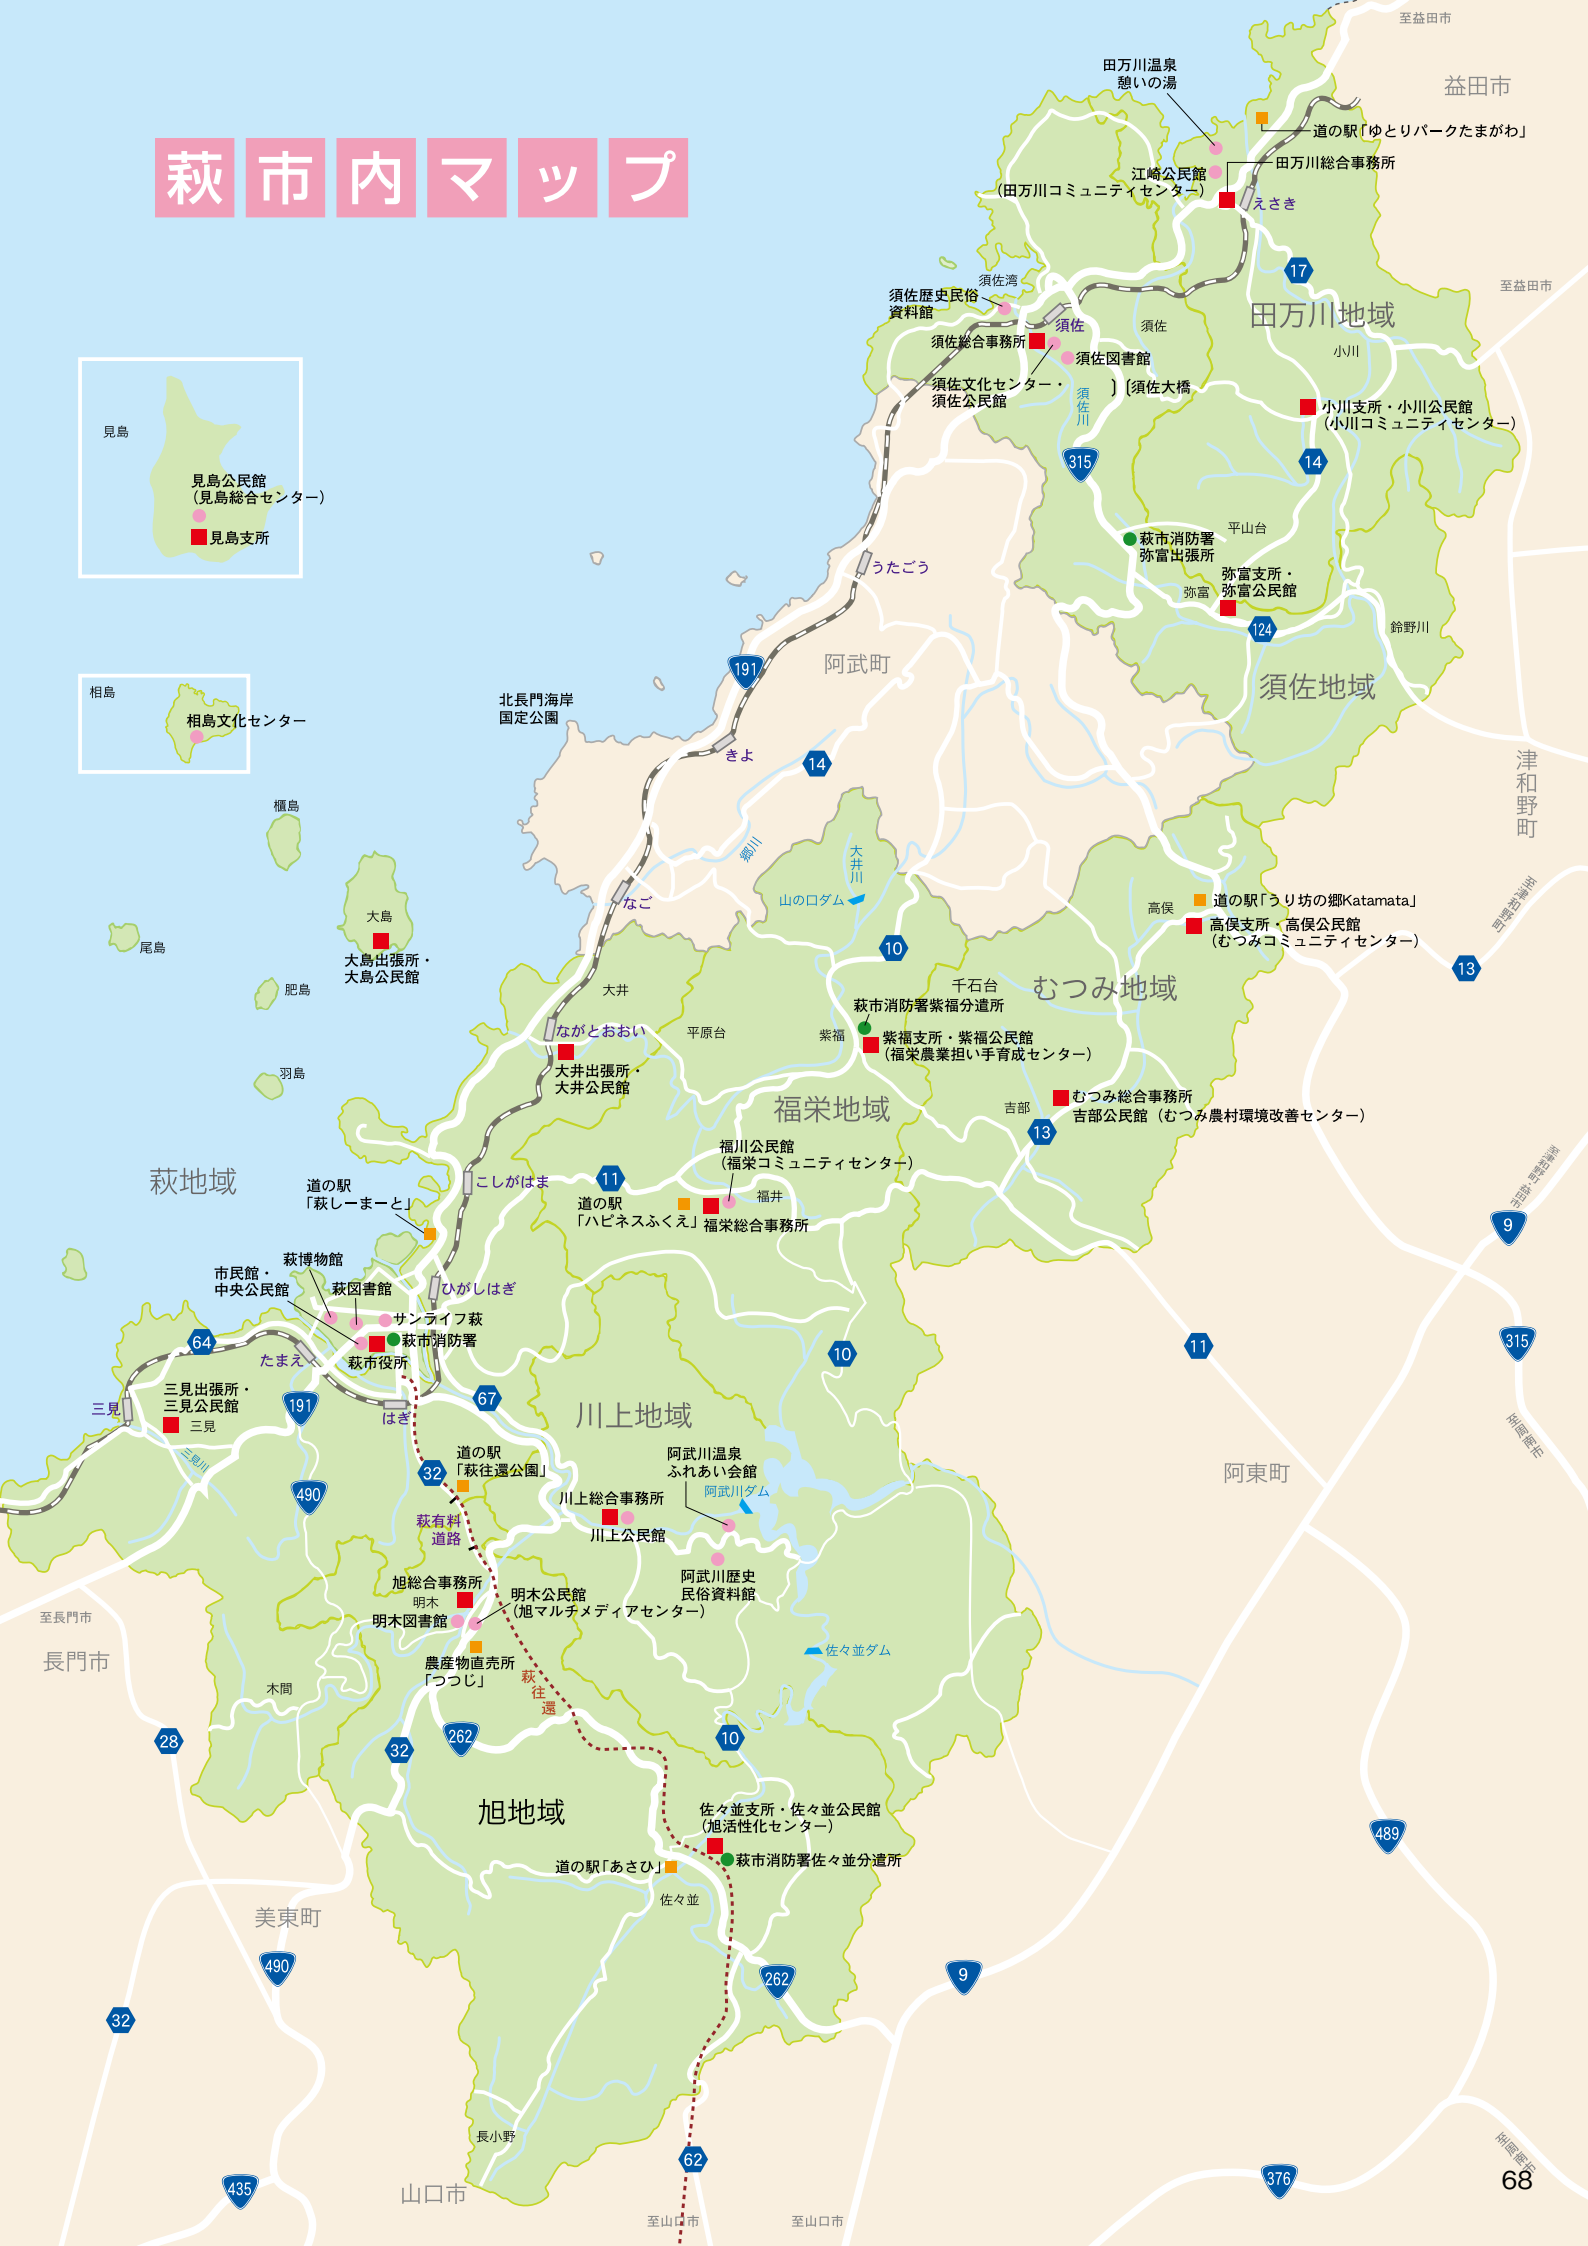 萩市内マップ
至益田市
益田市
田万川温泉
憩いの湯
道の駅「ゆとりパークたまがわ」
田万川総合事務所
江崎公民館
(田万川コミュニティセンター)
えさき
17
至益田市
須佐湾
須佐歴史民俗
資料館
田万川地域
須佐
須佐
須佐総合事務所
小川
須佐図書館
須佐文化センター・
須佐公民館
須佐川
須佐大橋
小川支所・小川公民館
(小川コミュニティセンター)
見島
315
14
見島公民館
(見島総合センター)
見島支所
平山台
萩市消防署
弥富出張所
うたごう
弥富支所・
弥富公民館
弥富
124
鈴野川
191
阿武町
須佐地域
相島
北長門海岸
国定公園
相島文化センター
きよ
14
津和野町
櫃島
郷川
大井川
山の口ダム
なご
道の駅「うり坊の郷Katamata」
高俣
高俣支所・高俣公民館
(むつみコミュニティセンター)
至津和野町
大島
尾島
10
大島出張所・
大島公民館
13
肥島
大井
千石台
むつみ地域
萩市消防署紫福分遣所
ながとおおい
平原台
紫福
紫福支所・紫福公民館
(福栄農業担い手育成センター)
羽島
大井出張所・
大井公民館
むつみ総合事務所
吉部
吉部公民館(むつみ農村環境改善センター)
福栄地域
13
福川公民館
(福栄コミュニティセンター)
至津和野町・益田市
萩地域
道の駅
「萩しーまーと」
こしがはま
11
道の駅
「ハピネスふくえ」
福井
福栄総合事務所
9
萩博物館
市民館・
中央公民館
萩図書館
ひがしはぎ
サンライフ萩
萩市消防署
萩市役所
64
たまえ
10
11
315
三見出張所・
三見公民館
三見
三見
191
はぎ
67
川上地域
三見川
至周南市
道の駅
「萩往還公園」
32
阿武川温泉
ふれあい会館
阿武川ダム
阿東町
490
川上総合事務所
萩有料
道路
川上公民館
旭総合事務所
明木
明木公民館
(旭マルチメディアセンター)
阿武川歴史
民俗資料館
明木図書館
至長門市
長門市
佐々並ダム
農産物直売所
「つつじ」
萩往還
木間
28
32
262
10
旭地域
佐々並支所・佐々並公民館
(旭活性化センター)
489
道の駅「あさひ」
萩市消防署佐々並分遣所
佐々並
美東町
490
262
9
32
長小野
62
435
山口市
376
至周南市
68
至山口市
至山口市